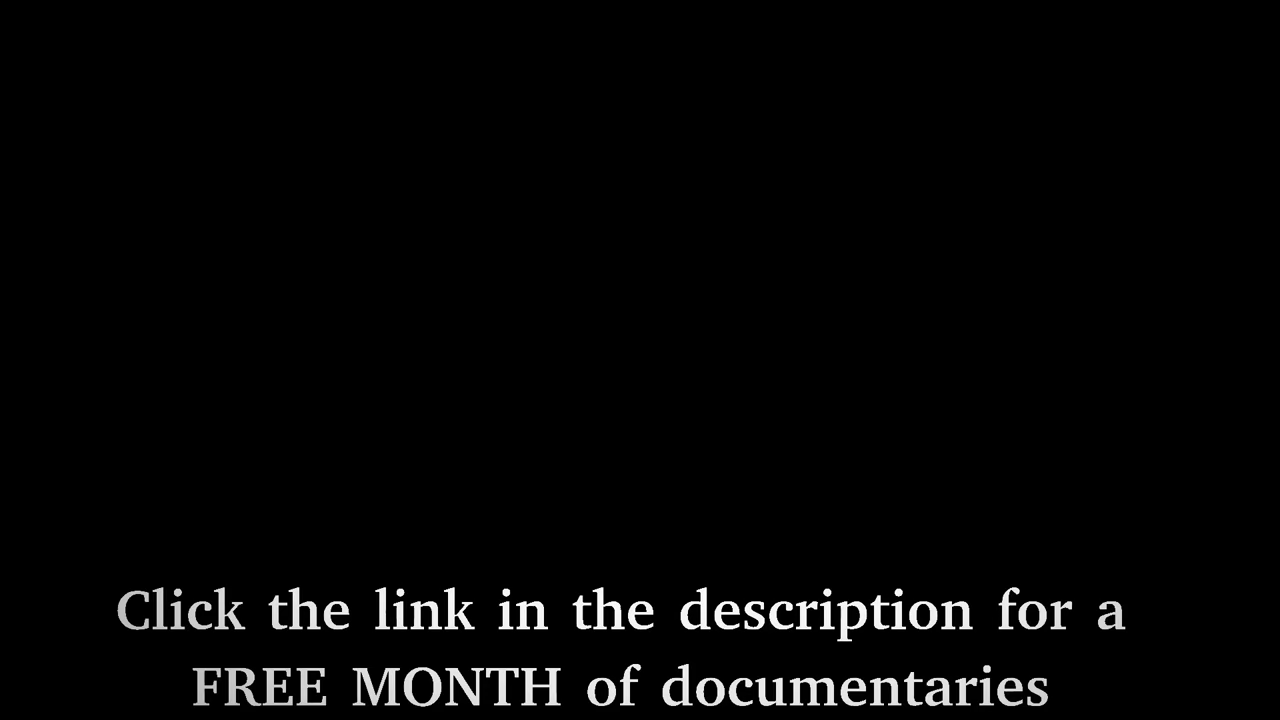 Click the link in the description for a
FREE MONTH of documentaries